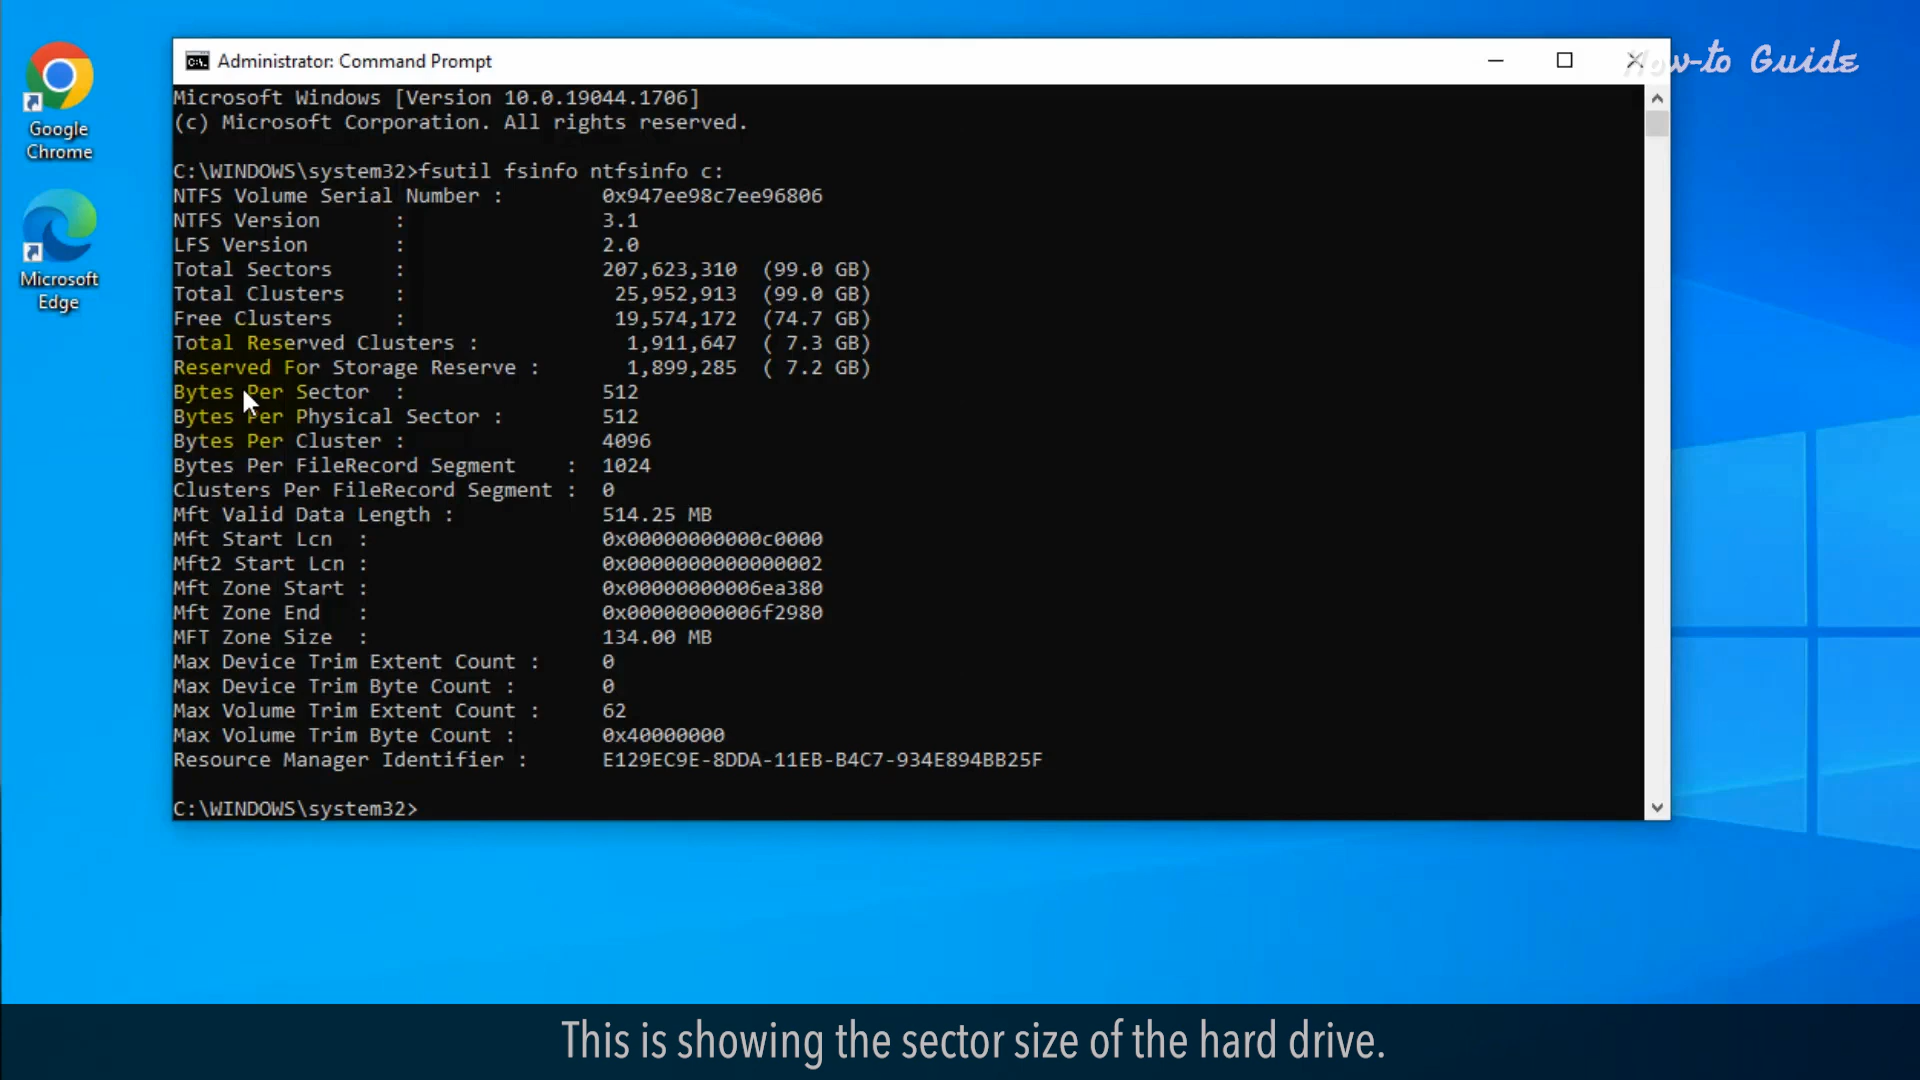 How-to Guide
Google
Chrome
Microsoft
Edge
Administrator: Command Prompt
Microsoft Windows [Version 10.0.19044.1706]
(c) Microsoft Corporation. All rights reserved.
C:\WINDOWS\system32>fsutil fsinfo ntfsinfo c:
NTFS Volume Serial Number : 0x947ee98c7ee96806
NTFS Version : 3.1
LFS Version : 2.0
Total Sectors : 207,623,310 (99.0 GB)
Total Clusters : 25,952,913 (99.0 GB)
Free Clusters : 19,574,172 (74.7 GB)
Total Reserved Clusters : 1,911,647 ( 7.3 GB)
Reserved For Storage Reserve : 1,899,285 ( 7.2 GB)
Bytes Per Sector : 512
Bytes Per Physical Sector : 512
Bytes Per Cluster : 4096
Bytes Per FileRecord Segment : 1024
Clusters Per FileRecord Segment : 0
Mft Valid Data Length : 514.25 MB
Mft Start Lcn : 0x00000000000c0000
Mft2 Start Lcn : 0x0000000000000002
Mft Zone Start : 0x00000000006ea380
Mft Zone End : 0x00000000006f2980
MFT Zone Size : 134.00 MB
Max Device Trim Extent Count : 0
Max Device Trim Byte Count : 0
Max Volume Trim Extent Count : 62
Max Volume Trim Byte Count : 0x40000000
Resource Manager Identifier : E129EC9E-8DDA-11EB-B4C7-934E894BB25F
C:\WINDOWS\system32>
This is showing the sector size of the hard drive.